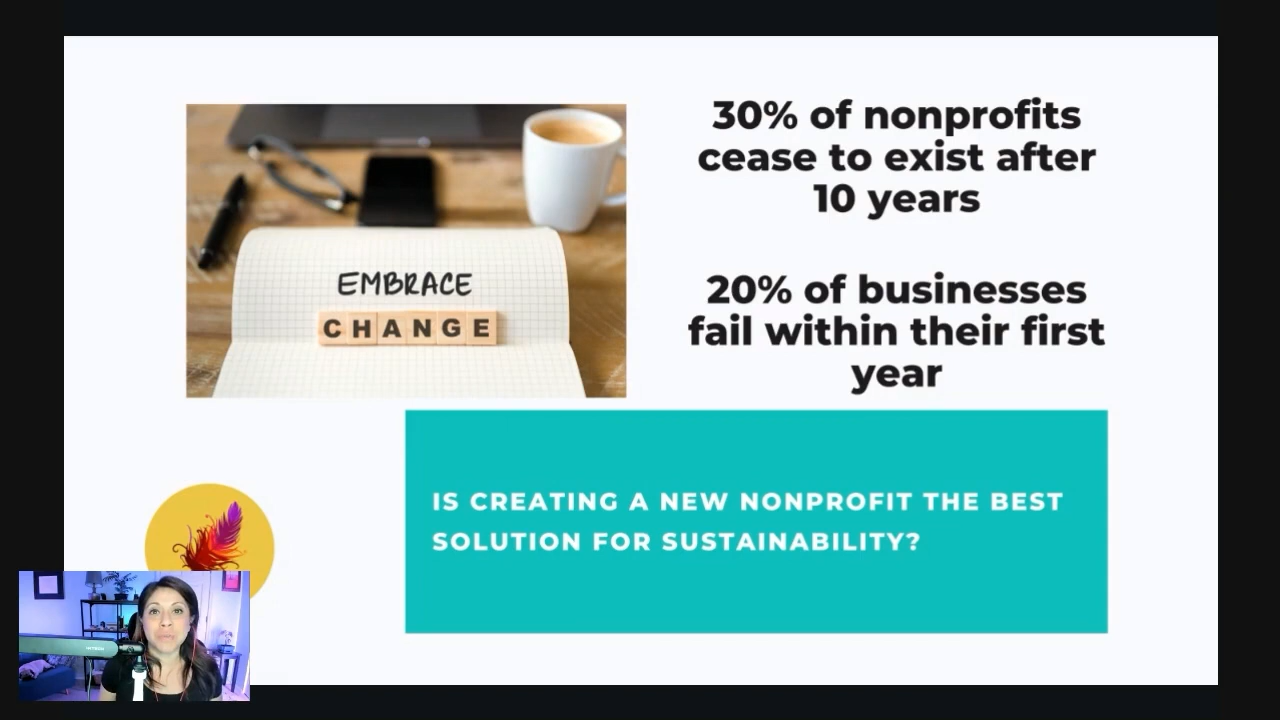 30% of nonprofits
cease to exist after
10 years
20% of businesses
fail within their first
year
EMBRACE
CHANGE
IS CREATING A NEW NONPROFIT THE BEST
SOLUTION FOR SUSTAINABILITY?